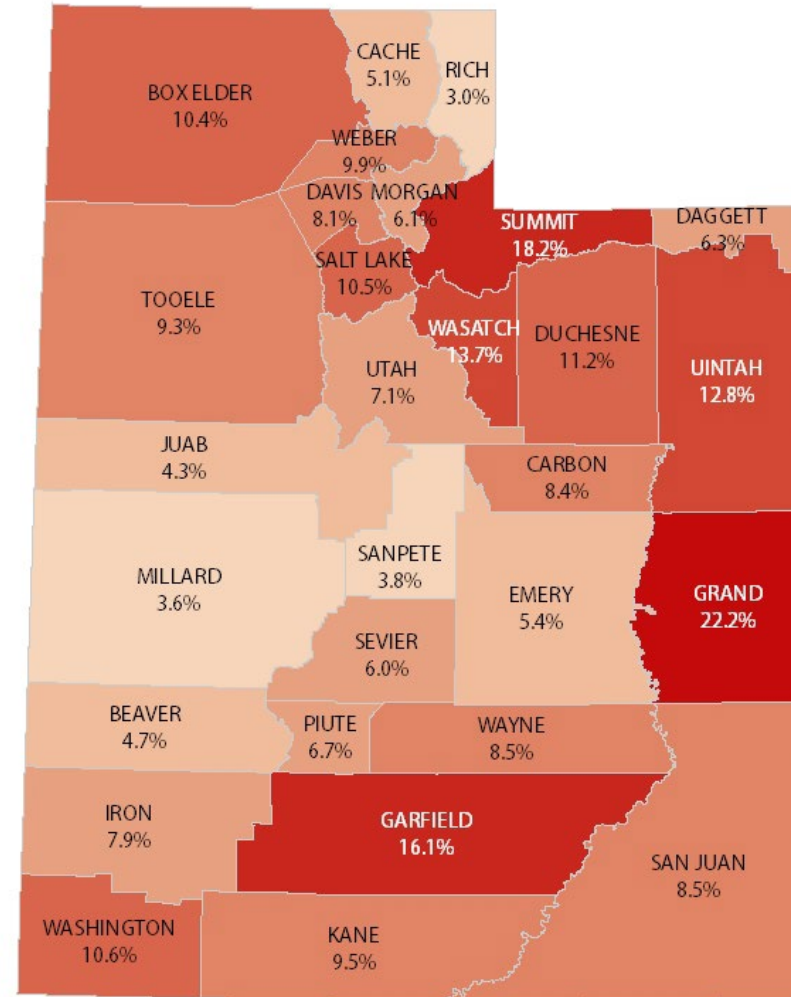 CACHE
5.1%
RICH
3.0%
BOX ELDER
10.4%
WEBER
9.9%
DAVIS
8.1%
MORGAN
6.1%
SUMMIT
18.2%
DAGGETT
6.3%
SALT LAKE
10.5%
TOOELE
9.3%
WASATCH
13.7%
DUCHESNE
11.2%
UINTAH
12.8%
UTAH
7.1%
JUAB
4.3%
CARBON
8.4%
SANPETE
3.8%
MILLARD
3.6%
EMERY
5.4%
GRAND
22.2%
SEVIER
6.0%
BEAVER
4.7%
PIUTE
6.7%
WAYNE
8.5%
IRON
7.9%
GARFIELD
16.1%
SAN JUAN
8.5%
WASHINGTON
10.6%
KANE
9.5%